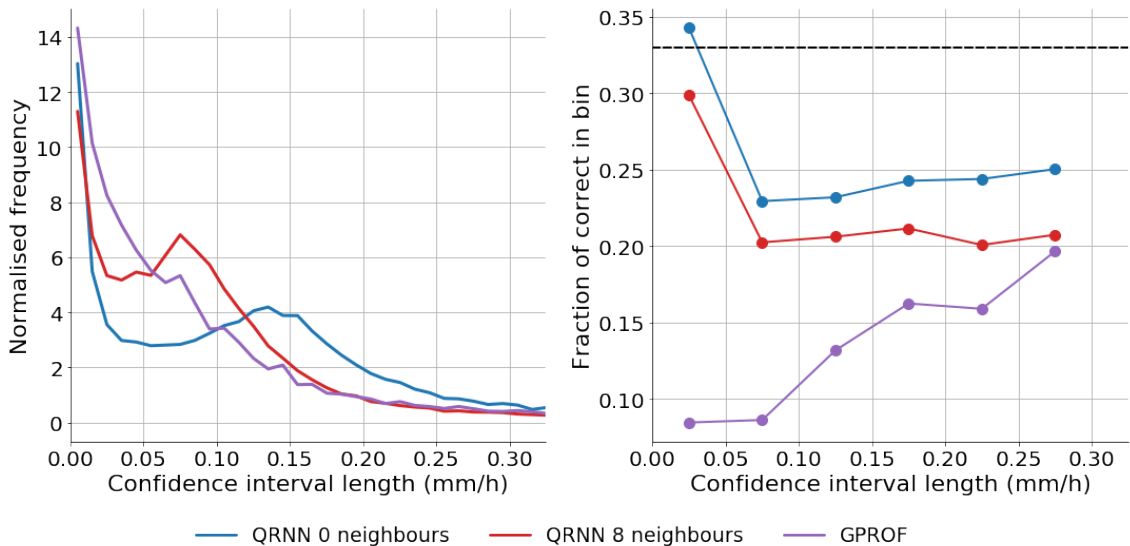 Normalised frequency
14
12
10
8
6
4
2
0
0.00 0.05 0.10 0.15 0.20 0.25 0.30
Confidence interval length (mm/h)
Fraction of correct in bin
0.35
0.30
0.25
0.20
0.15
0.10
0.00 0.05 0.10 0.15 0.20 0.25 0.30
Confidence interval length (mm/h)
QRNN 0 neighbours QRNN 8 neighbours GPROF